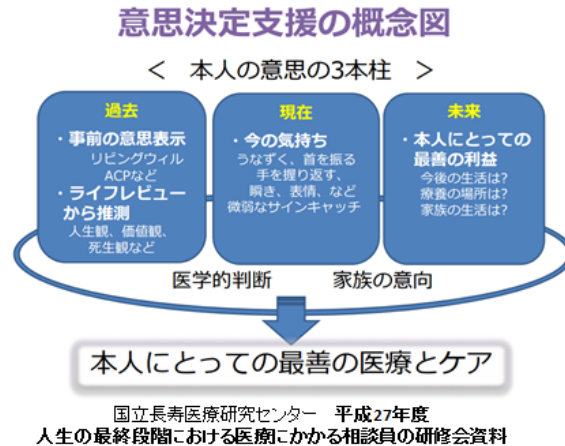 意思決定支援の概念図
＜ 本人の意思の3本柱 ＞
過去
・事前の意思表示
リビングウィル
ACPなど
・ライフレビュー
から推測
人生観、価値観、
死生観など
現在
・今の気持ち
うなずく、首を振る
手を握り返す、
瞬き、表情、など
微弱なサインキャッチ
未来
・本人にとっての
最善の利益
今後の生活は?
療養の場所は?
家族の生活は?
医学的判断 家族の意向
本人にとっての最善の医療とケア
国立長寿医療研究センター 平成27年度
人生の最終段階における医療にかかる相談員の研修会資料